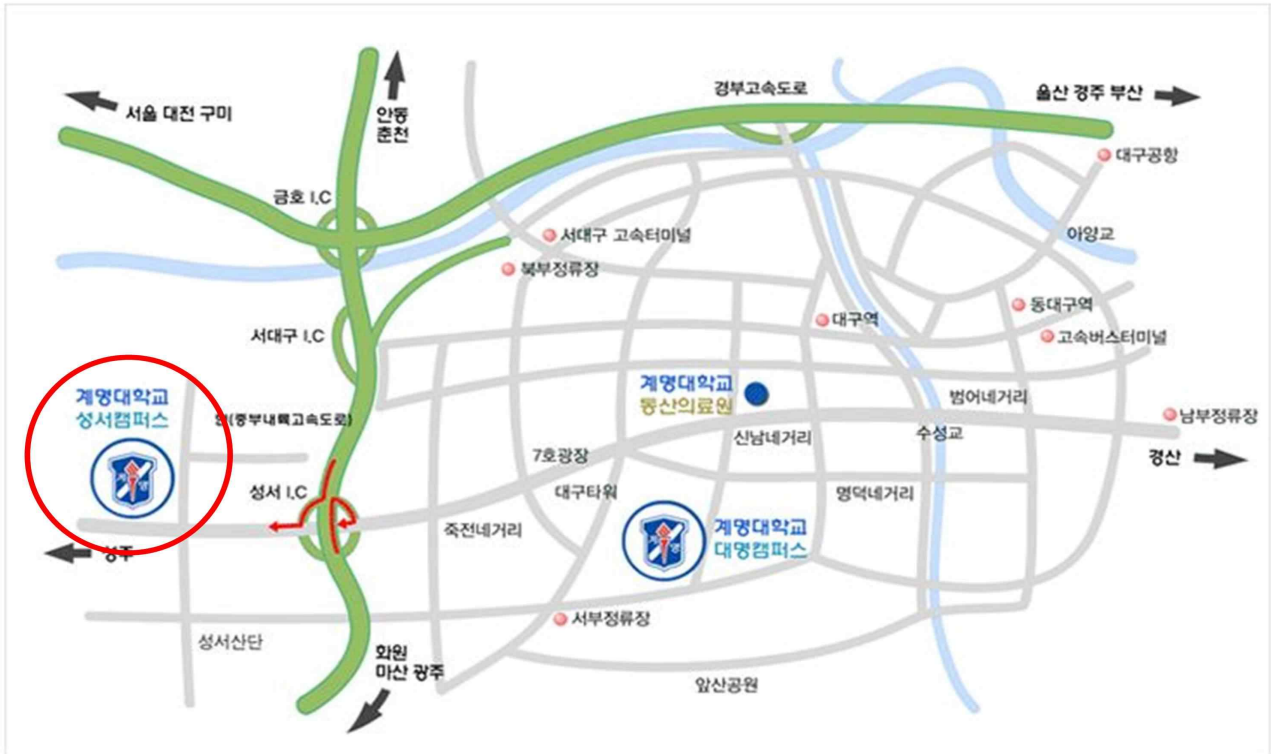 경부고속도로
울산 경주 부산
서울 대전 구미
안동
춘천
대구공항
금호 I.C
서대구 고속터미널
아양교
북부정류장
동대구역
대구역
서대구 I.C
고속버스터미널
계명대학교
성서캠퍼스
계명대학교
동산의료원
범어네거리
(중부내륙고속도로)
남부정류장
신남네거리
수성교
7호광장
경산
계명
성서 I.C
대구타워
명덕네거리
죽전네거리
계명대학교
대명캠퍼스
계명
서부정류장
성서산단
화원
마산 광주
앞산공원